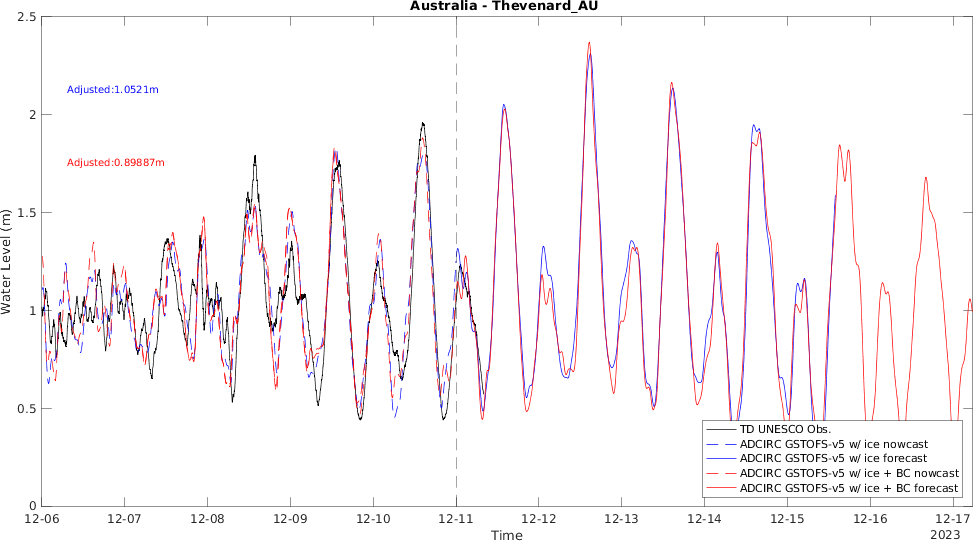 Australia - Thevenard_AU
2.5
2
1.5
1
0.5
0
Water Level (m)
Adjusted:1.0521m
Adjusted:0.89887m
TD UNESCO Obs.
ADCIRC GSTOFS-v5 w/ ice nowcast
ADCIRC GSTOFS-v5 w/ ice forecast
ADCIRC GSTOFS-v5 w/ ice + BC nowcast
ADCIRC GSTOFS-v5 w/ ice + BC forecast
12-06 12-07 12-08 12-09 12-10 12-11 12-12 12-13 12-14 12-15 12-16 12-17
Time
2023